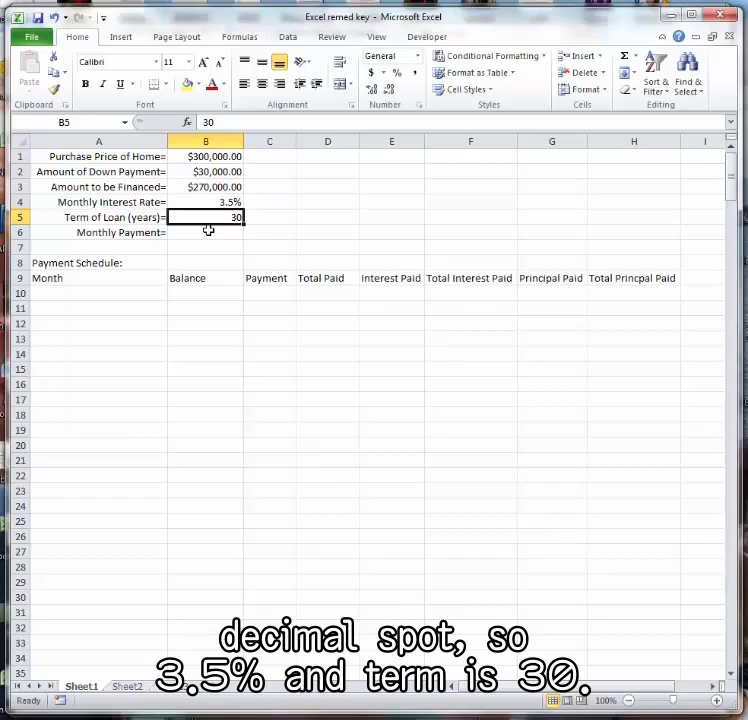 Excel remed key - Microsoft Excel
File Home Insert Page Layout Formulas Data Review View Developer
Paste
Calibri 11
B I U
General
$ % ,
Conditional Formatting
Format as Table
Cell Styles
Insert
Delete
Format
Σ
Sort & Filter
Find & Select
Clipboard Font Alignment Number Styles Cells Editing
B5 fx 30
A B C D E F G H I
1 Purchase Price of Home= $300,000.00
2 Amount of Down Payment= $30,000.00
3 Amount to be Financed= $270,000.00
4 Monthly Interest Rate= 3.5%
5 Term of Loan (years)= 30
6 Monthly Payment=
7
8 Payment Schedule:
9 Month Balance Payment Total Paid Interest Paid Total Interest Paid Principal Paid Total Princpal Paid
10
11
12
13
14
15
16
17
18
19
20
21
22
23
24
25
26
27
28
29
30
31
32
33
34
35
decimal spot, so
3.5% and term is 30.
Sheet1 Sheet2
Ready 100%